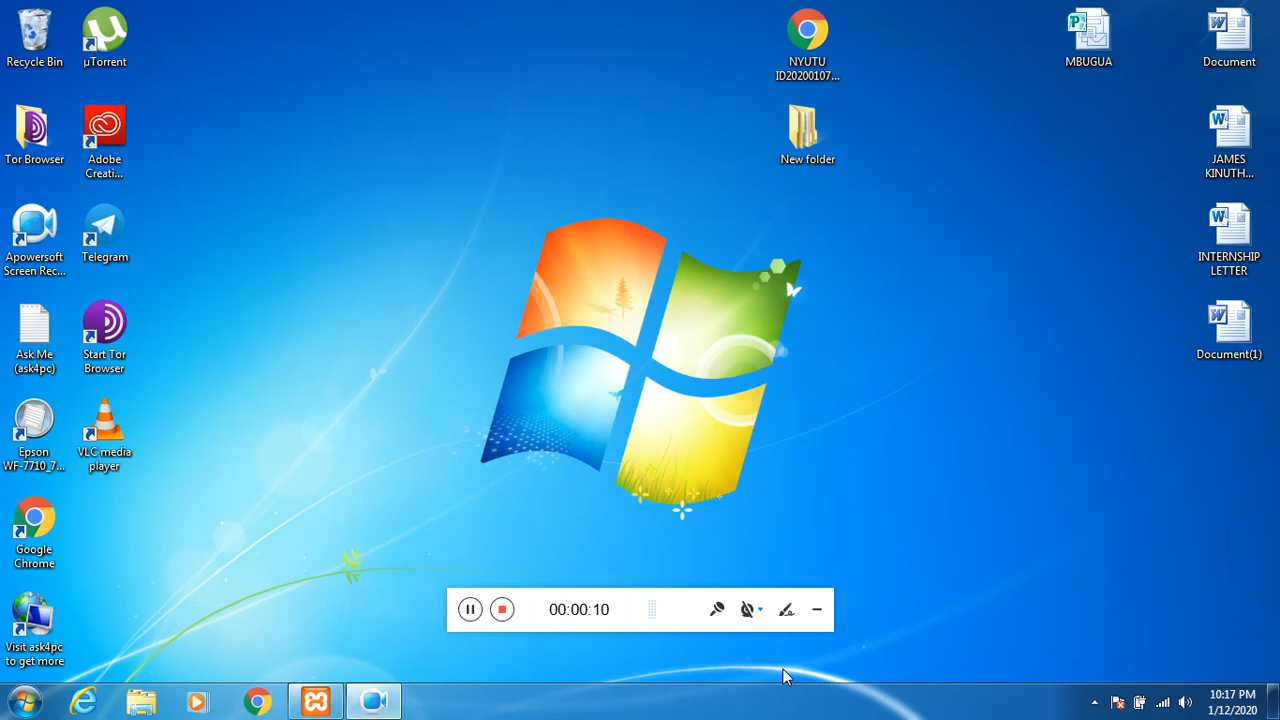 Recycle Bin
µTorrent
NYUTU
ID20200107...
MBUGUA
Document
Tor Browser
Adobe
Creati...
New folder
JAMES
KINUTH...
Apowersoft
Screen Rec...
Telegram
INTERNSHIP
LETTER
Ask Me
(ask4pc)
Start Tor
Browser
Document(1)
Epson
WF-7710_7...
VLC media
player
Google
Chrome
00:00:10
Visit ask4pc
to get more
10:17 PM
1/12/2020